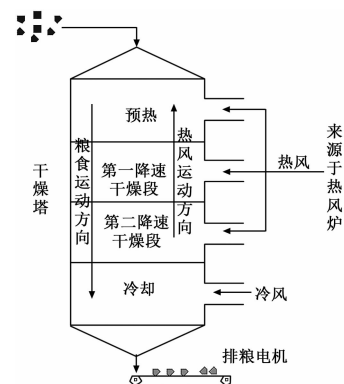 预热
粮食运动方向
热风运动方向
第一降速
干燥段
第二降速
干燥段
冷却
干燥塔
热风
来源于热风炉
冷风
排粮电机